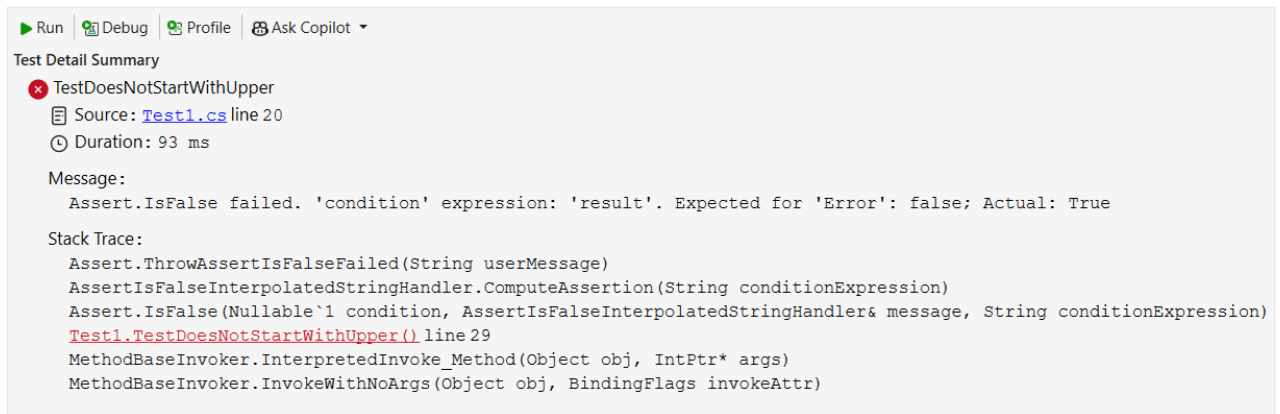 Run Debug Profile Ask Copilot
Test Detail Summary
TestDoesNotStartWithUpper
Source: Test1.cs line 20
Duration: 93 ms
Message:
Assert.IsFalse failed. 'condition' expression: 'result'. Expected for 'Error': false; Actual: True
Stack Trace:
Assert.ThrowAssertIsFalseFailed(String userMessage)
AssertIsFalseInterpolatedStringHandler.ComputeAssertion(String conditionExpression)
Assert.IsFalse(Nullable`1 condition, AssertIsFalseInterpolatedStringHandler& message, String conditionExpression)
Test1.TestDoesNotStartWithUpper() line 29
MethodBaseInvoker.InterpretedInvoke_Method(Object obj, IntPtr* args)
MethodBaseInvoker.InvokeWithNoArgs(Object obj, BindingFlags invokeAttr)